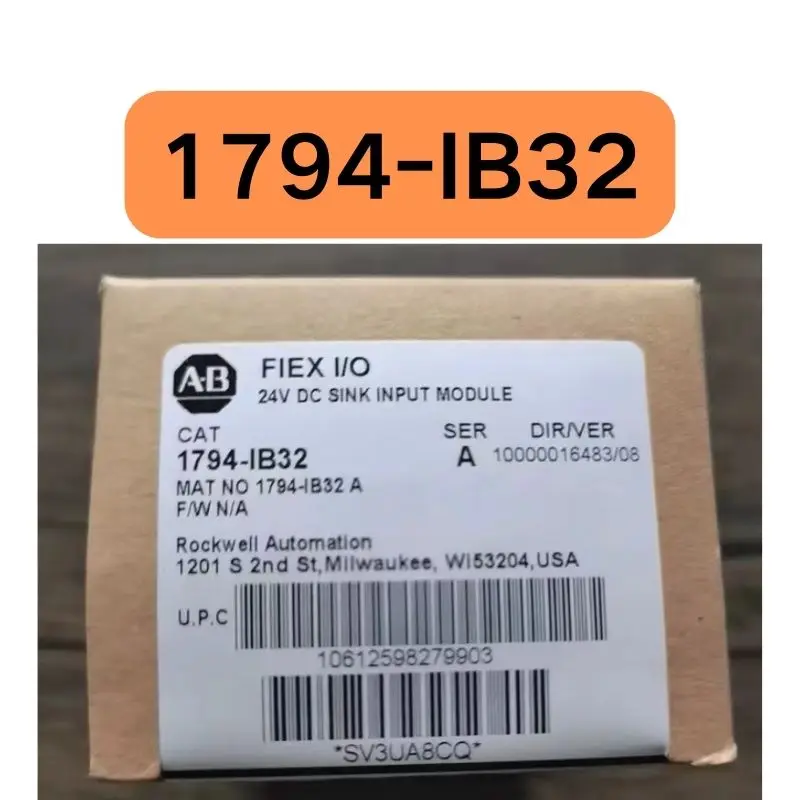 1794-IB32
A-B
FIEX I/O
24V DC SINK INPUT MODULE
CAT
SER
DIR/VER
1794-IB32
A
10000016483/08
MAT NO 1794-IB32 A
F/W N/A
Rockwell Automation
1201 S 2nd St,Milwaukee, WI53204,USA
U.P.C
10612598279903
*SV3UA8CQ*